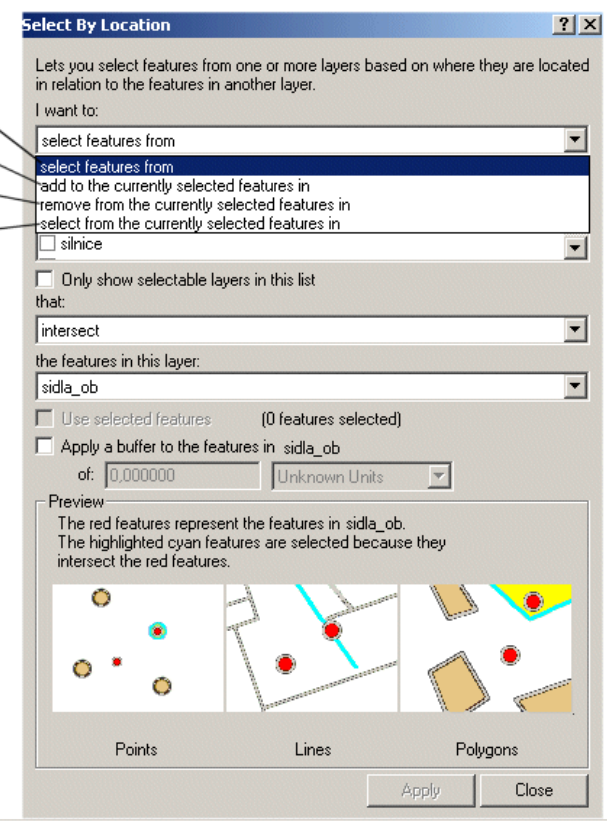 Select By Location
Lets you select features from one or more layers based on where they are located
in relation to the features in another layer.
I want to:
select features from
select features from
add to the currently selected features in
remove from the currently selected features in
select from the currently selected features in
silnice
Only show selectable layers in this list
that:
intersect
the features in this layer:
sidla_ob
Use selected features (0 features selected)
Apply a buffer to the features in sidla_ob
of: 0,000000 Unknown Units
Preview
The red features represent the features in sidla_ob.
The highlighted cyan features are selected because they
intersect the red features.
Points Lines Polygons
Apply Close